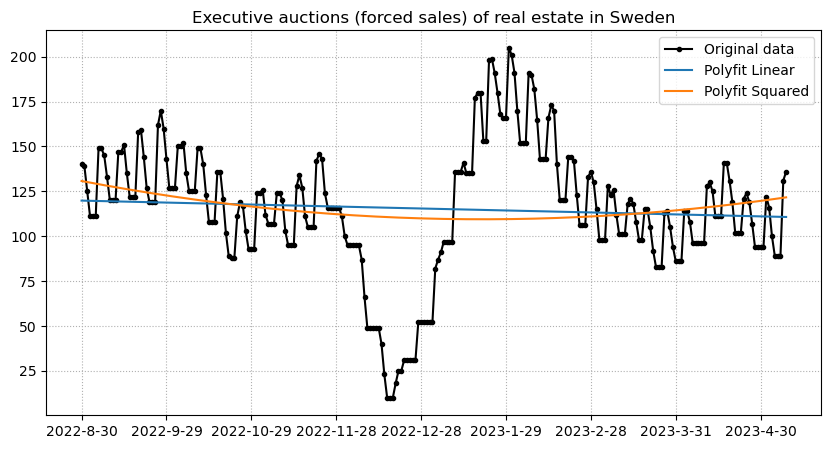 Executive auctions (forced sales) of real estate in Sweden
Original data
Polyfit Linear
Polyfit Squared
200
175
150
125
100
75
50
25
2022-8-30 2022-9-29 2022-10-29 2022-11-28 2022-12-28 2023-1-29 2023-2-28 2023-3-31 2023-4-30